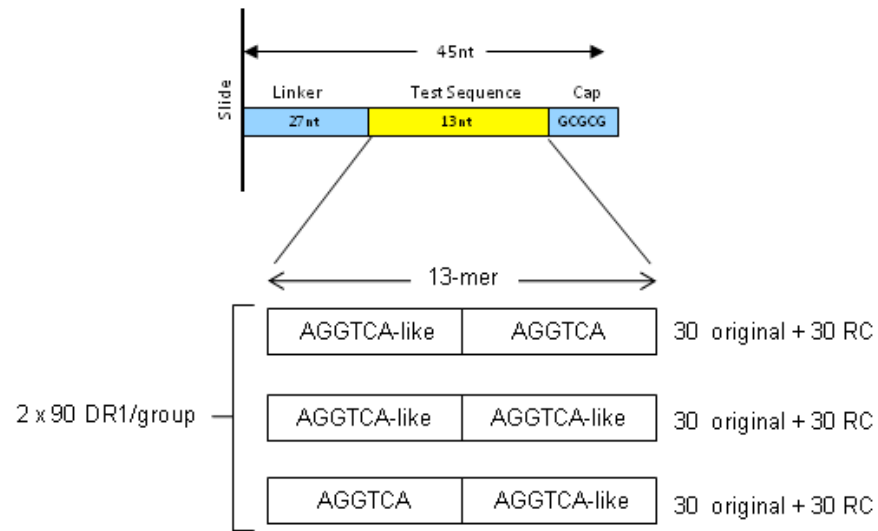 45nt
Slide
Linker Test Sequence Cap
27nt 13nt GCGCG
13-mer
AGGTCA-like AGGTCA 30 original + 30 RC
2 x 90 DR1/group
AGGTCA-like AGGTCA-like 30 original + 30 RC
AGGTCA AGGTCA-like 30 original + 30 RC